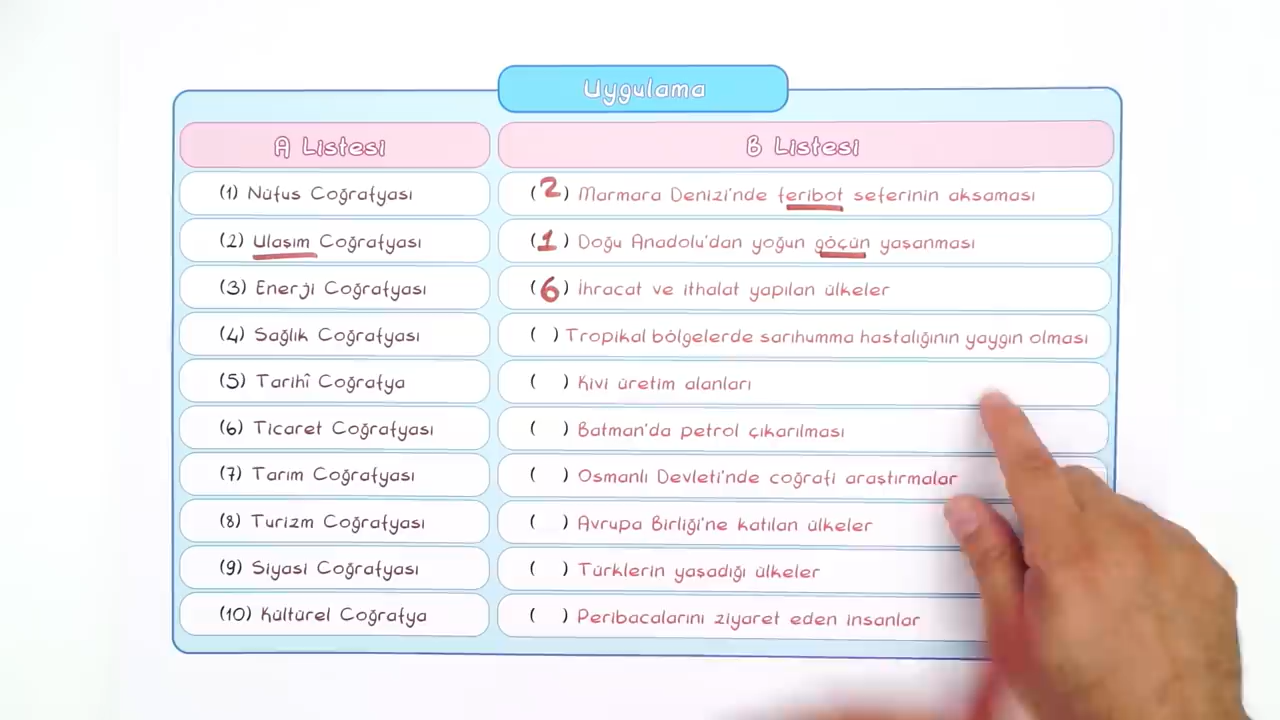 Uygulama
A Listesi
B Listesi
(1) Nüfus Coğrafyası
(2) Marmara Denizi'nde feribot seferinin aksaması
(2) Ulaşım Coğrafyası
(1) Doğu Anadolu'dan yoğun göçün yaşanması
(3) Enerji Coğrafyası
(6) İhracat ve ithalat yapılan ülkeler
(4) Sağlık Coğrafyası
( ) Tropikal bölgelerde sarıhumma hastalığının yaygın olması
(5) Tarihî Coğrafya
( ) Kivi üretim alanları
(6) Ticaret Coğrafyası
( ) Batman'da petrol çıkarılması
(7) Tarım Coğrafyası
( ) Osmanlı Devleti'nde coğrafi araştırmalar
(8) Turizm Coğrafyası
( ) Avrupa Birliği'ne katılan ülkeler
(9) Siyasi Coğrafyası
( ) Türklerin yaşadığı ülkeler
(10) Kültürel Coğrafya
( ) Peribacalarını ziyaret eden insanlar